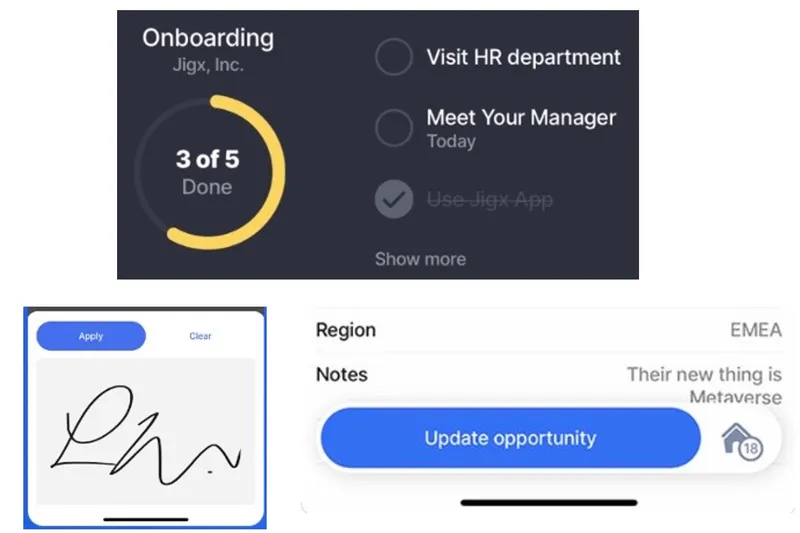 Onboarding
Jigx, Inc.
3 of 5
Done
Visit HR department
Meet Your Manager
Today
Use Jigx App
Show more
Apply
Clear
Region
EMEA
Notes
Their new thing is
Metaverse
Update opportunity
18